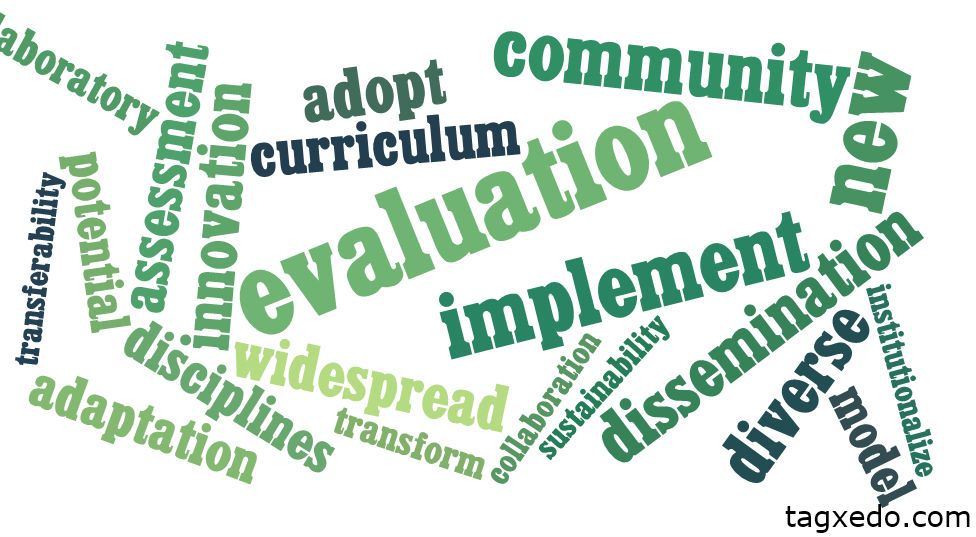 laboratory
assessment
innovation
adopt
curriculum
community
new
evaluation
potential
transferability
implement
dissemination
institutionalize
diverse
model
disciplines
widespread
adaptation
transform
collaboration
sustainability
tagxedo.com